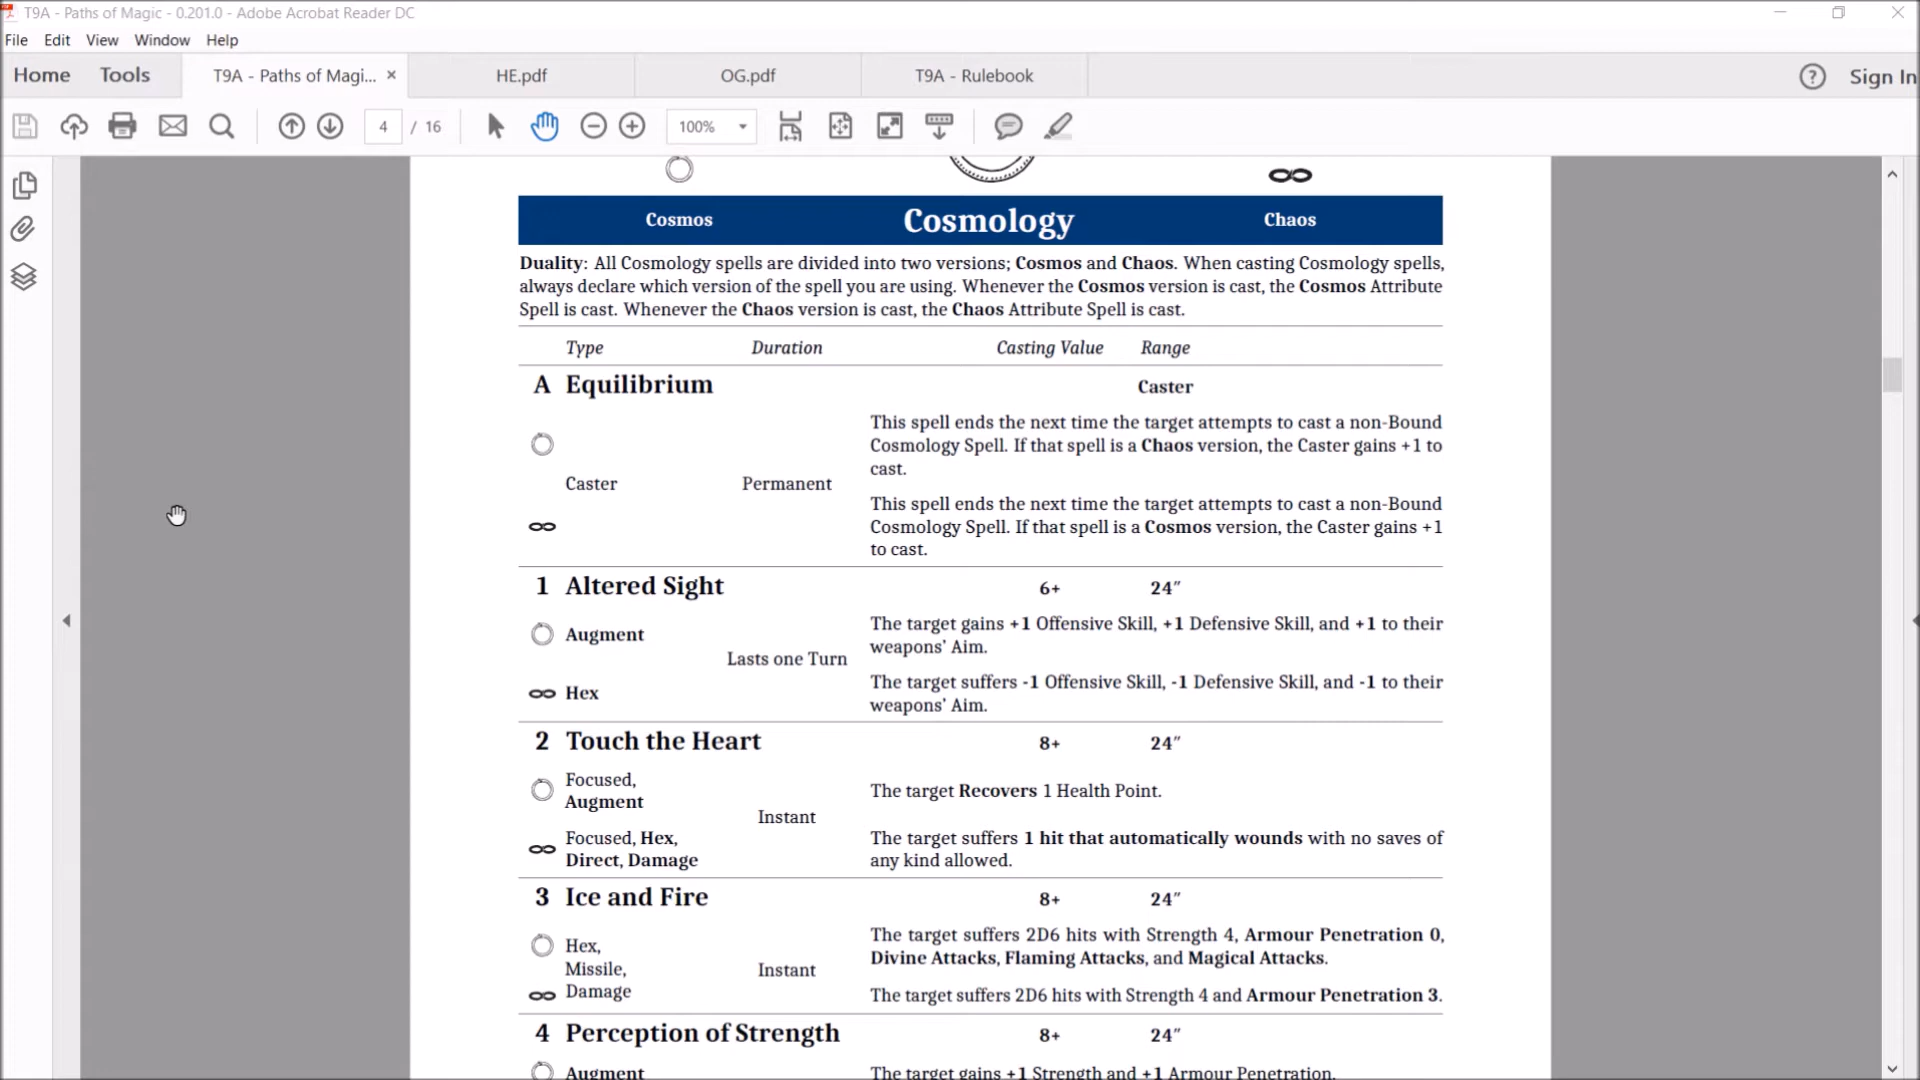 T9A - Paths of Magic - 0.201.0 - Adobe Acrobat Reader DC
File Edit View Window Help
Home Tools T9A - Paths of Magi... × HE.pdf OG.pdf T9A - Rulebook ? Sign In
4 / 16 100%
Cosmos Cosmology Chaos
Duality: All Cosmology spells are divided into two versions; Cosmos and Chaos. When casting Cosmology spells,
always declare which version of the spell you are using. Whenever the Cosmos version is cast, the Cosmos Attribute
Spell is cast. Whenever the Chaos version is cast, the Chaos Attribute Spell is cast.
Type Duration Casting Value Range
A Equilibrium Caster
This spell ends the next time the target attempts to cast a non-Bound
Cosmology Spell. If that spell is a Chaos version, the Caster gains +1 to
cast.
Caster Permanent
This spell ends the next time the target attempts to cast a non-Bound
Cosmology Spell. If that spell is a Cosmos version, the Caster gains +1
to cast.
1 Altered Sight 6+ 24″
Augment
The target gains +1 Offensive Skill, +1 Defensive Skill, and +1 to their
weapons’ Aim.
Lasts one Turn
Hex
The target suffers -1 Offensive Skill, -1 Defensive Skill, and -1 to their
weapons’ Aim.
2 Touch the Heart 8+ 24″
Focused,
Augment
The target Recovers 1 Health Point.
Instant
Focused, Hex,
Direct, Damage
The target suffers 1 hit that automatically wounds with no saves of
any kind allowed.
3 Ice and Fire 8+ 24″
Hex,
Missile,
Damage
Instant
The target suffers 2D6 hits with Strength 4, Armour Penetration 0,
Divine Attacks, Flaming Attacks, and Magical Attacks.
The target suffers 2D6 hits with Strength 4 and Armour Penetration 3.
4 Perception of Strength 8+ 24″
Augment The target gains +1 Strength and +1 Armour Penetration.